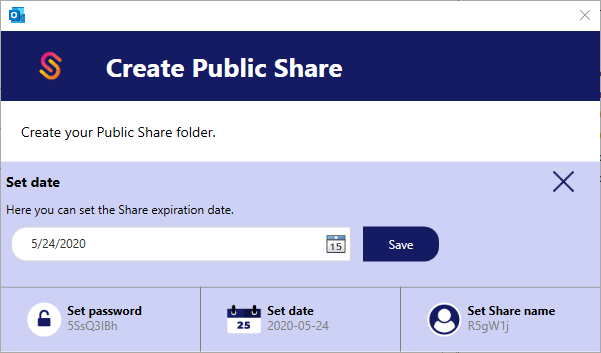 Create Public Share
Create your Public Share folder.
Set date
Here you can set the Share expiration date.
5/24/2020
15
Save
Set password
5SsQ3IBh
25
Set date
2020-05-24
Set Share name
R5gW1j